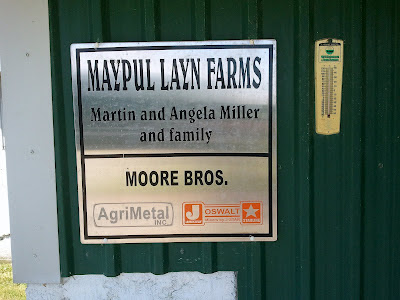 MAYPUL LAYN FARMS
Martin and Angela Miller
and family
MOORE BROS.
AgriMetal
INC.
J OSWALT